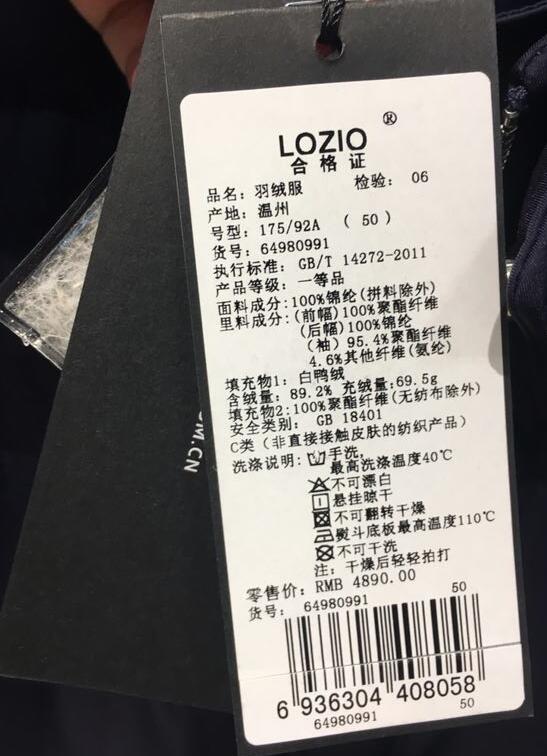 LOZIO ®
合格证
品名：羽绒服 检验： 06
产地：温州
号型：175/92A （ 50 ）
货号：64980991
执行标准： GB/T 14272-2011
产品等级： 一等品
面料成分:100%锦纶(拼料除外)
里料成分:(前幅)100%聚酯纤维
(后幅)100%锦纶
(袖) 95.4%聚酯纤维
4.6%其他纤维(氨纶)
填充物1：白鸭绒
含绒量: 89.2% 充绒量:69.5g
填充物2:100%聚酯纤维(无纺布除外)
安全类别： GB 18401
C类 (非直接接触皮肤的纺织产品)
洗涤说明: 手洗,
最高洗涤温度40℃
不可漂白
悬挂晾干
不可翻转干燥
熨斗底板最高温度110℃
不可干洗
注: 干燥后轻轻拍打
零售价: RMB 4890.00
货号: 64980991 50
6 936304 408058
64980991 50
OM.CN